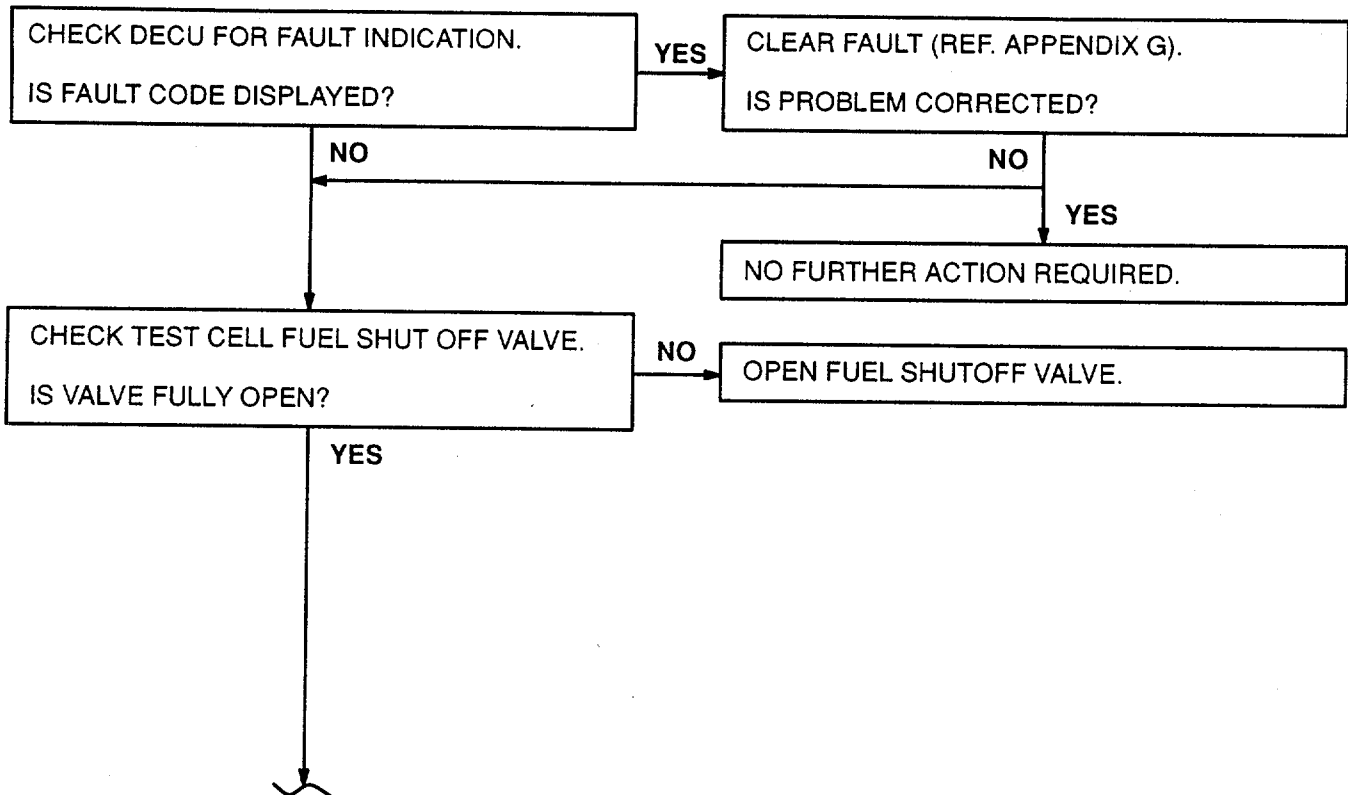 CHECK DECU FOR FAULT INDICATION.
IS FAULT CODE DISPLAYED?
YES
CLEAR FAULT (REF. APPENDIX G).
IS PROBLEM CORRECTED?
NO
NO
YES
NO FURTHER ACTION REQUIRED.
CHECK TEST CELL FUEL SHUT OFF VALVE.
IS VALVE FULLY OPEN?
NO
OPEN FUEL SHUTOFF VALVE.
YES